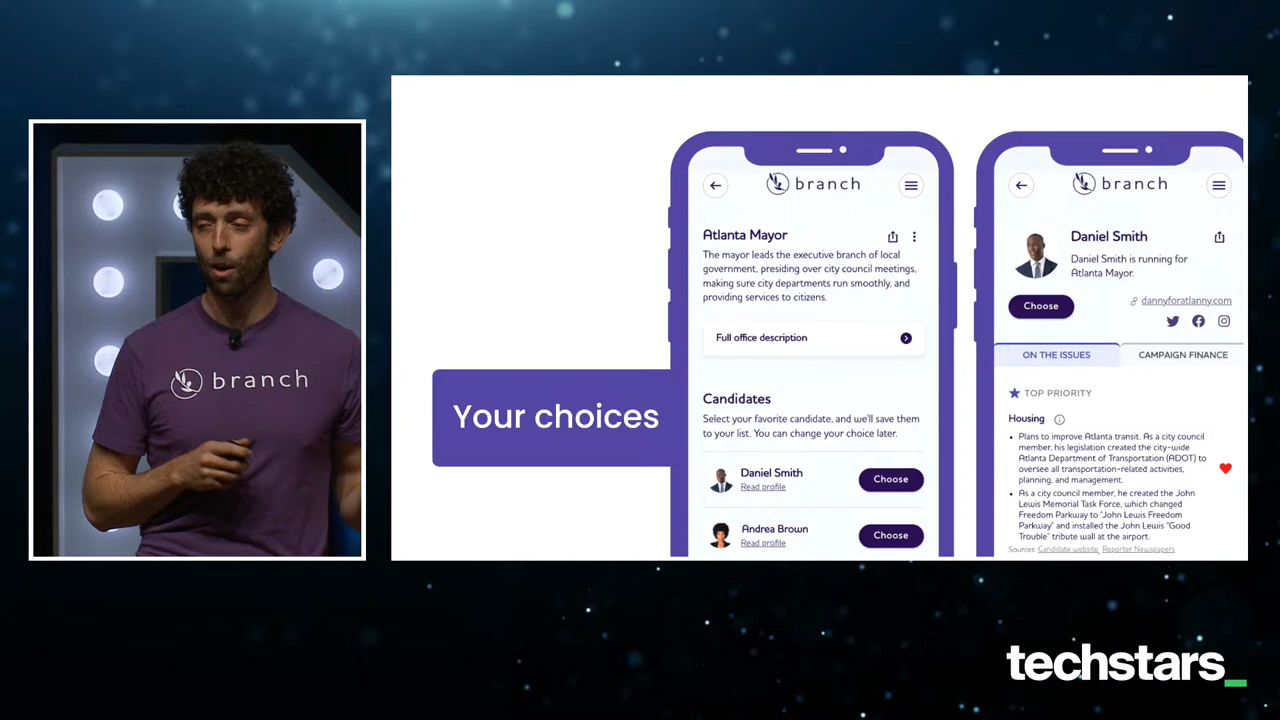 branch
Your choices
branch
Atlanta Mayor
The mayor leads the executive branch of local
government, presiding over city council meetings,
making sure city departments run smoothly, and
providing services to citizens.
Full office description
Candidates
Select your favorite candidate, and we'll save them
to your list. You can change your choice later.
Daniel Smith
Read profile
Choose
Andrea Brown
Read profile
Choose
branch
Daniel Smith
Daniel Smith is running for
Atlanta Mayor.
Choose
dannyforatlanny.com
ON THE ISSUES
CAMPAIGN FINANCE
TOP PRIORITY
Housing
• Plans to improve Atlanta transit. As a city council
member, his legislation created the city-wide
Atlanta Department of Transportation (ADOT) to
oversee all transportation-related activities,
planning, and management.
• As a city council member, he created the John
Lewis Memorial Task Force, which changed
Freedom Parkway to "John Lewis Freedom
Parkway" and installed the John Lewis "Good
Trouble" tribute wall at the airport.
Sources: Candidate website, Reporter Newspapers
techstars_